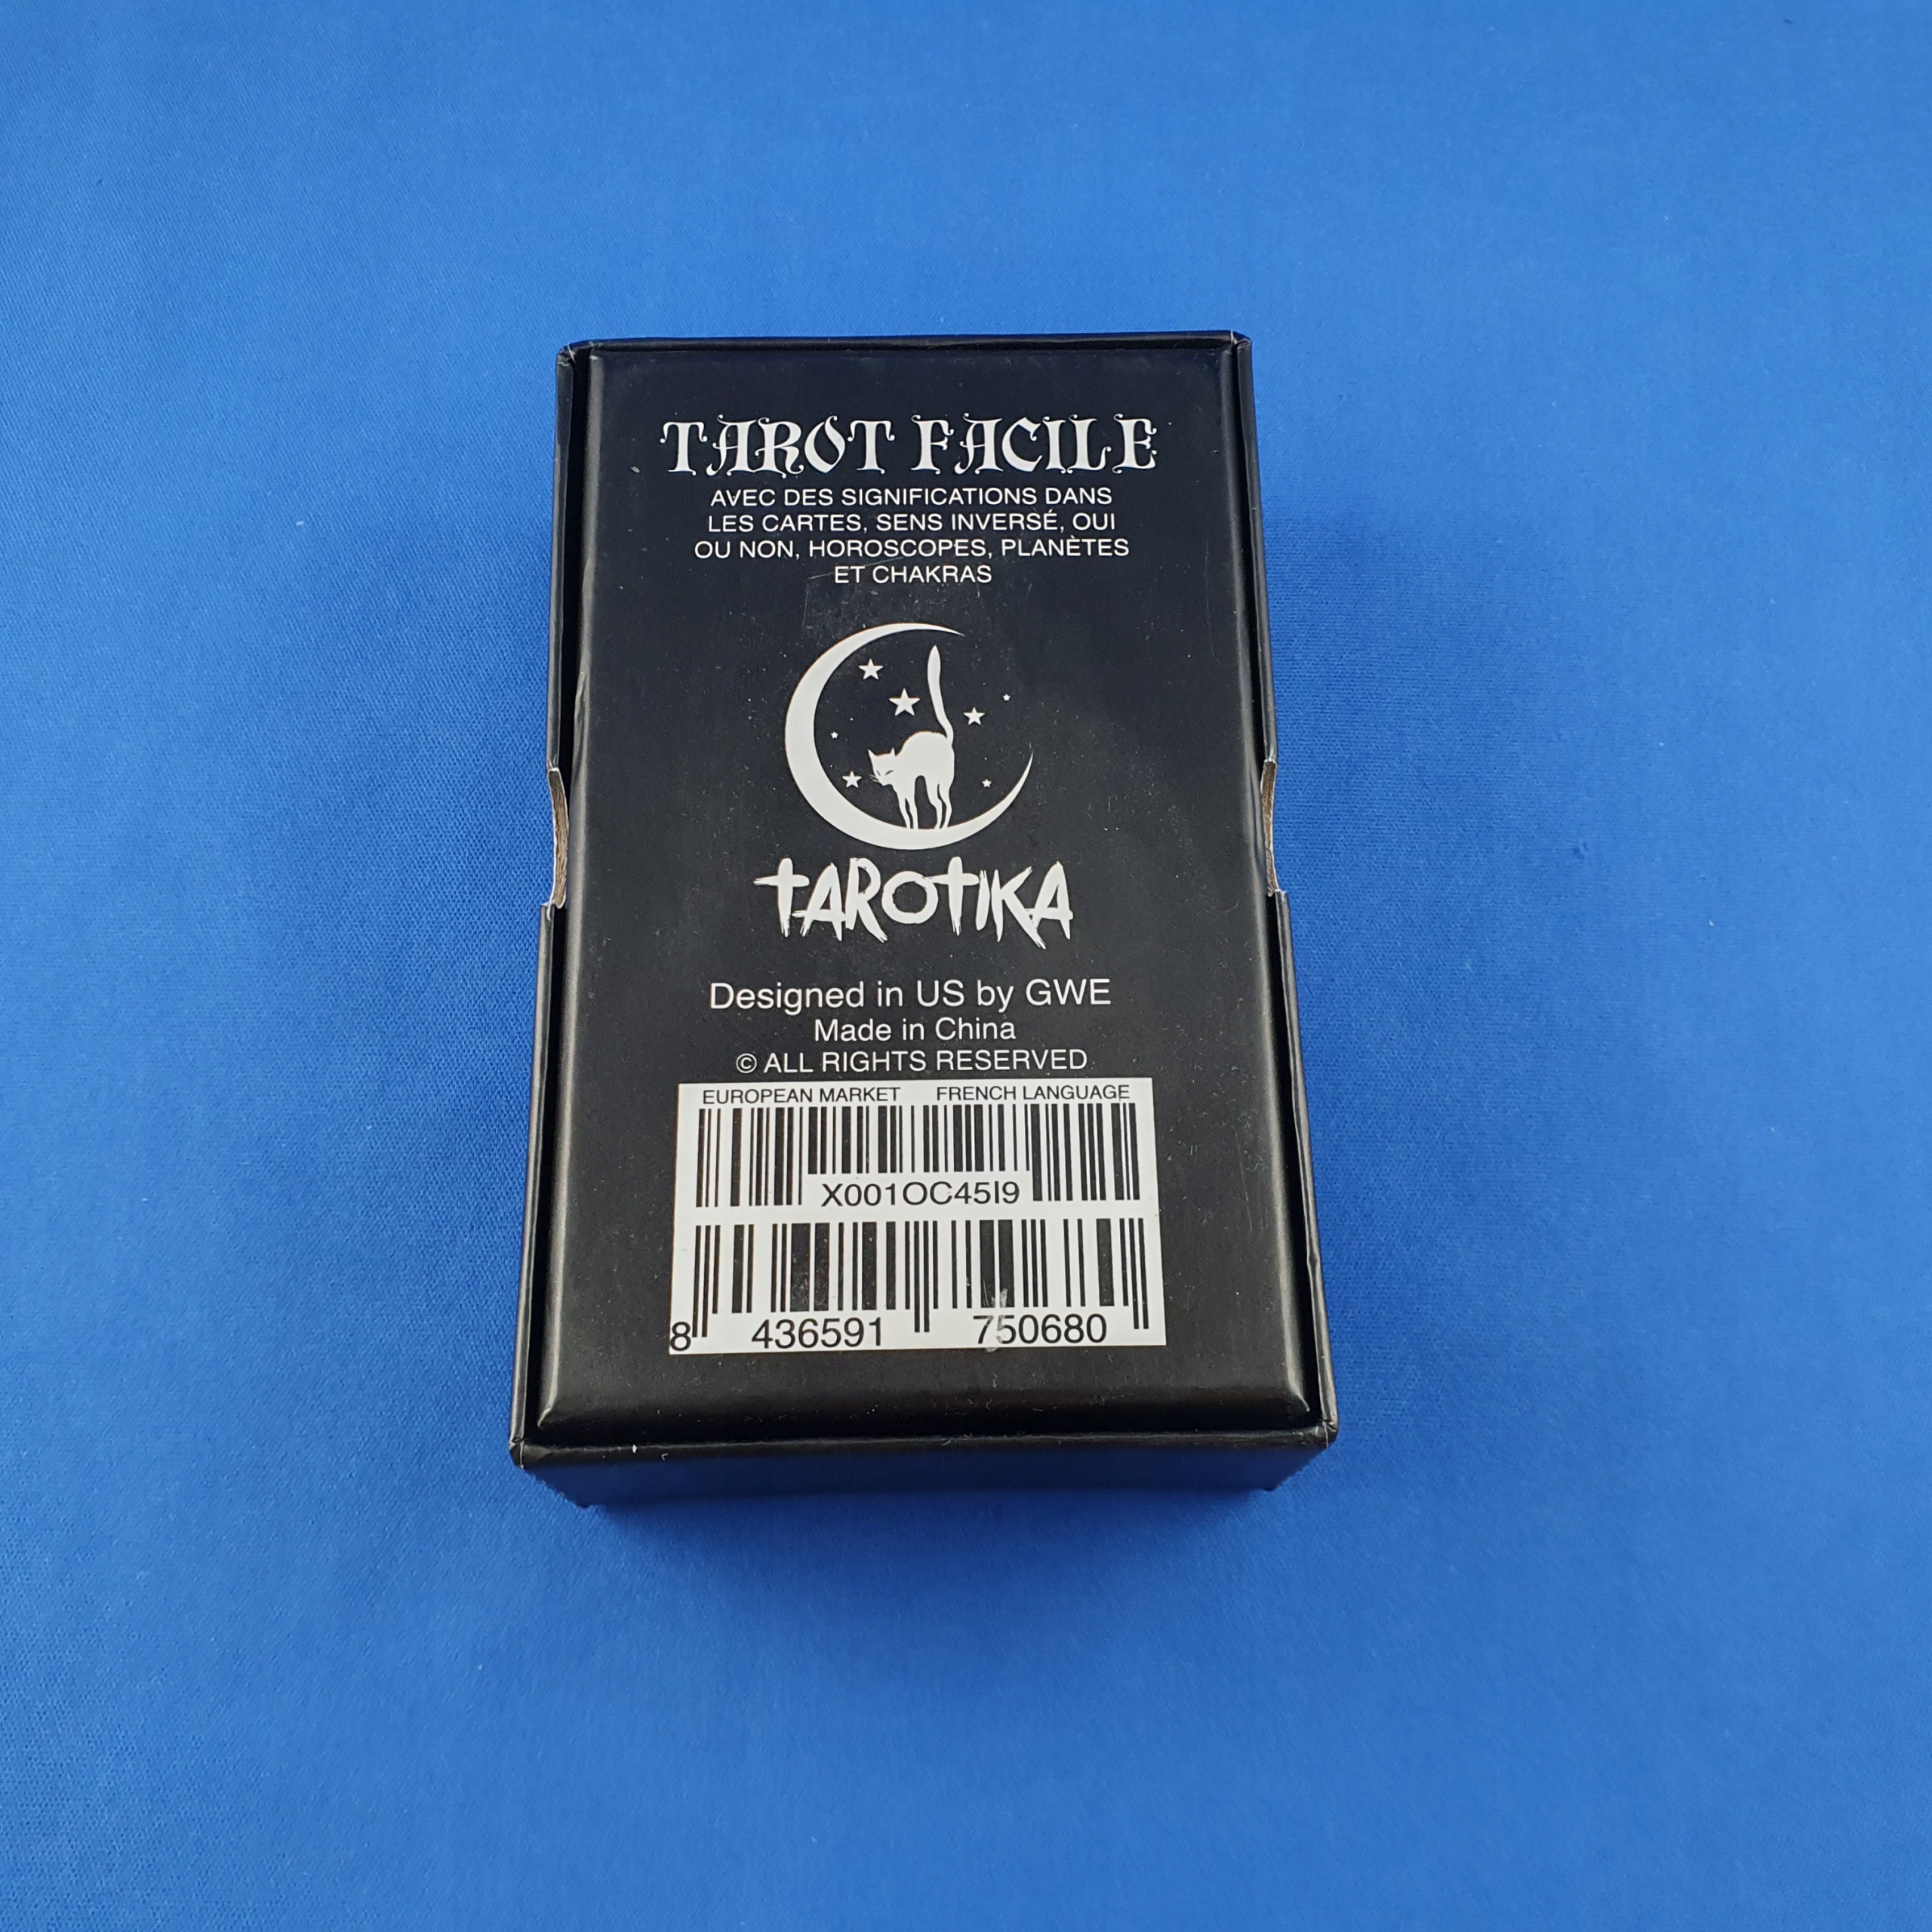 TAROT FACILE
AVEC DES SIGNIFICATIONS DANS
LES CARTES, SENS INVERSÉ, OUI
OU NON, HOROSCOPES, PLANÈTES
ET CHAKRAS
TAROTIKA
Designed in US by GWE
Made in China
© ALL RIGHTS RESERVED
EUROPEAN MARKET FRENCH LANGUAGE
X001OC45I9
8 436591 750680